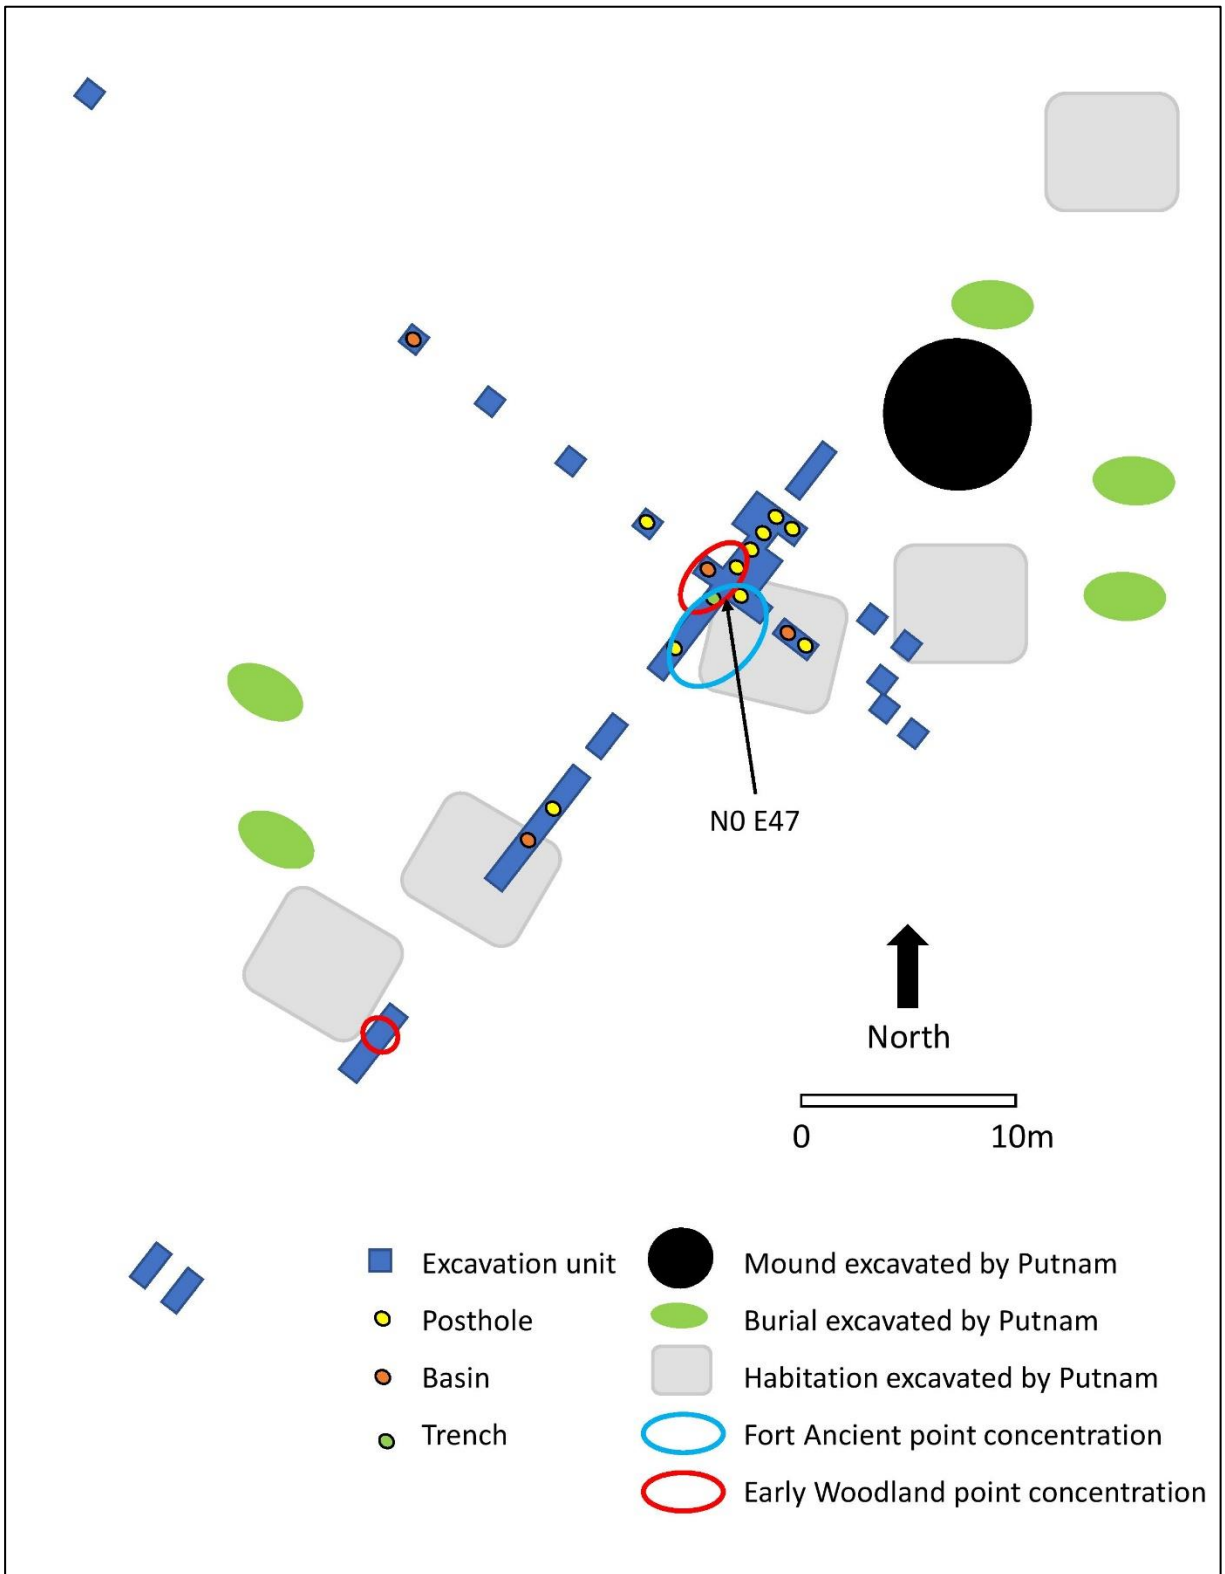 N0 E47
North
0 10m
Excavation unit
Mound excavated by Putnam
Posthole
Burial excavated by Putnam
Basin
Habitation excavated by Putnam
Trench
Fort Ancient point concentration
Early Woodland point concentration